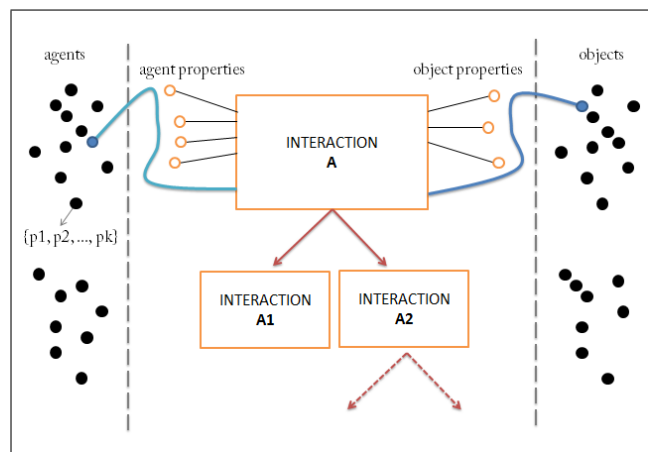 agents
objects
agent properties
object properties
INTERACTION
A
{p1, p2, ..., pk}
INTERACTION
A1
INTERACTION
A2